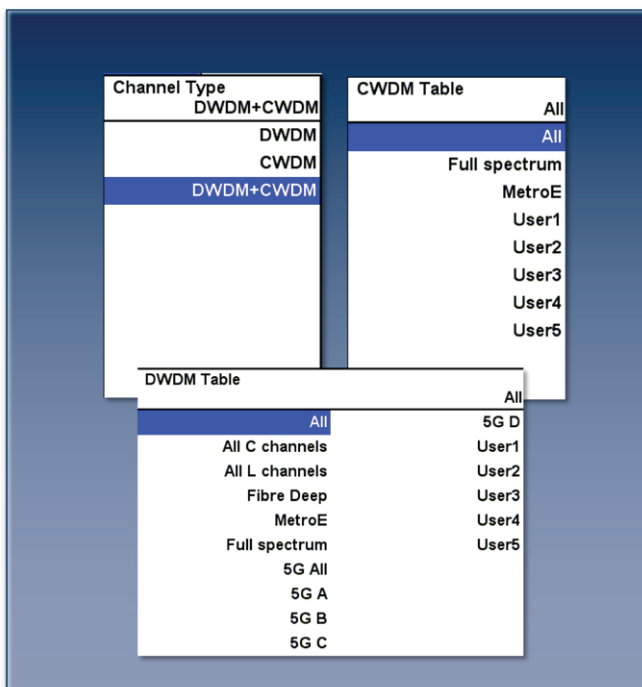 Channel Type
DWDM+CWDM
DWDM
CWDM
DWDM+CWDM
CWDM Table
All
All
Full spectrum
MetroE
User1
User2
User3
User4
User5
DWDM Table
All
All
All C channels
All L channels
Fibre Deep
MetroE
Full spectrum
5G All
5G A
5G B
5G C
5G D
User1
User2
User3
User4
User5